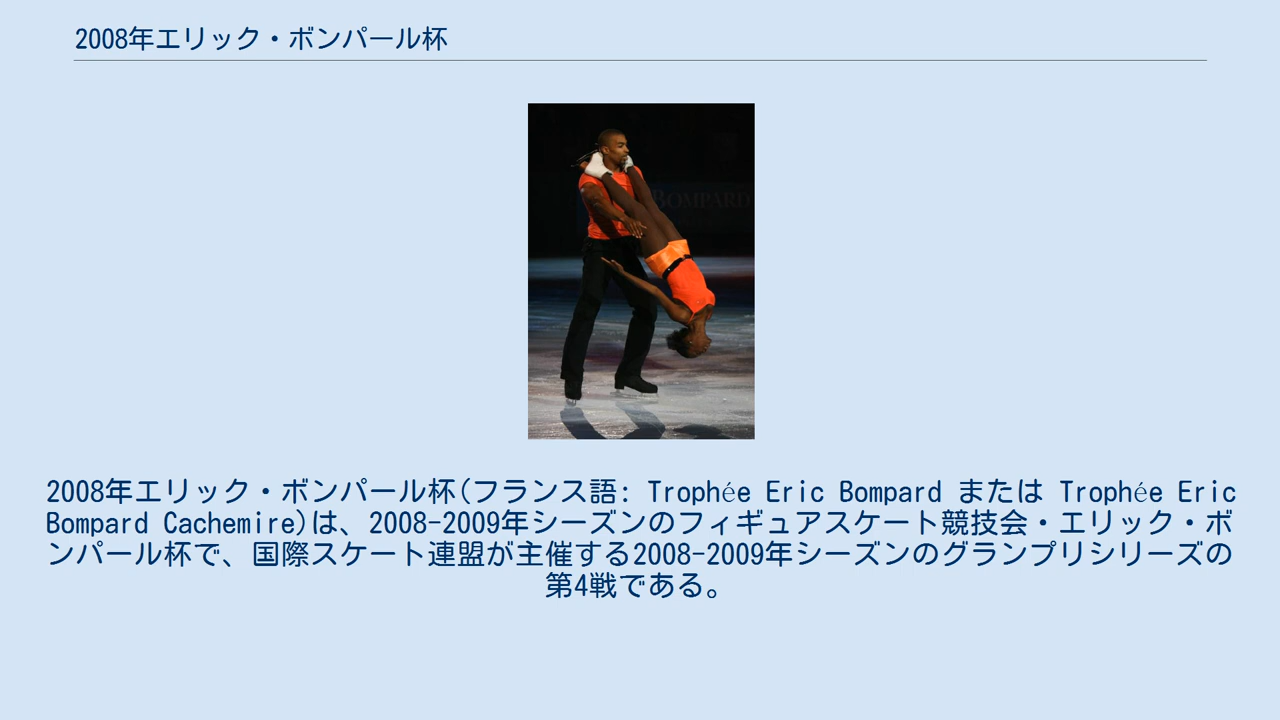 2008年エリック・ボンパール杯
BOMPARD
2008年エリック・ボンパール杯(フランス語: Trophée Eric Bompard または Trophée Eric
Bompard Cachemire)は、2008-2009年シーズンのフィギュアスケート競技会・エリック・ボ
ンパール杯で、国際スケート連盟が主催する2008-2009年シーズンのグランプリシリーズの
第4戦である。